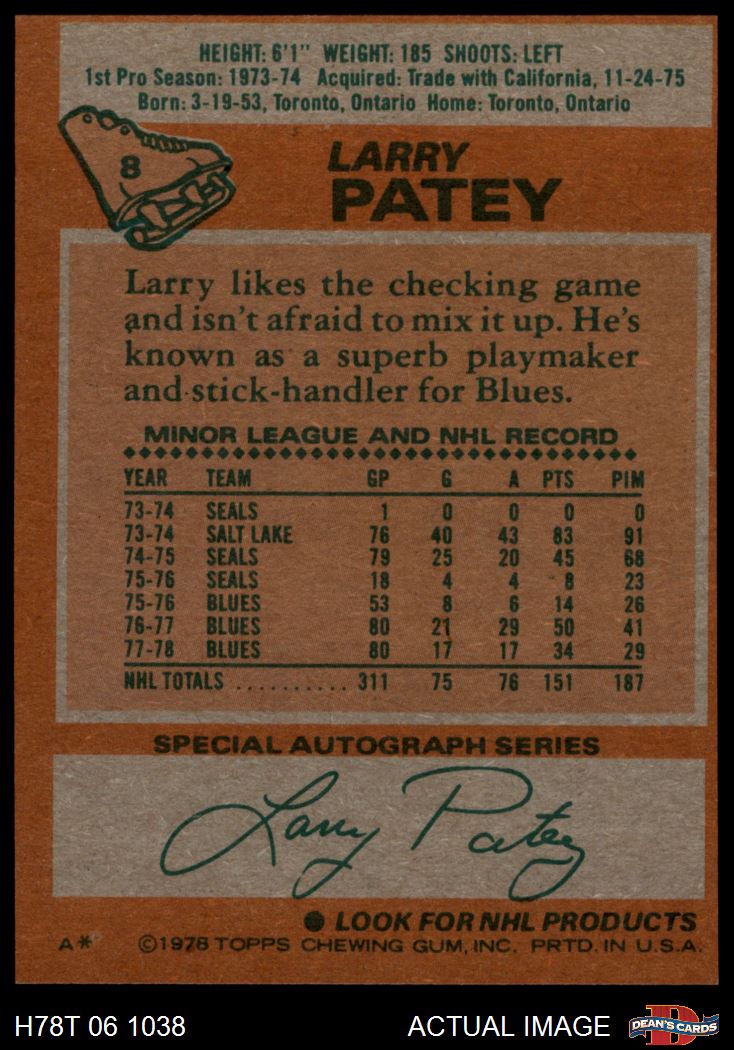 HEIGHT: 6'1" WEIGHT: 185 SHOOTS: LEFT
1st Pro Season: 1973-74 Acquired: Trade with California, 11-24-75
Born: 3-19-53, Toronto, Ontario Home: Toronto, Ontario
8
LARRY
PATEY
Larry likes the checking game
and isn't afraid to mix it up. He's
known as a superb playmaker
and stick-handler for Blues.
MINOR LEAGUE AND NHL RECORD
YEAR TEAM GP G A PTS PIM
73-74 SEALS 1 0 0 0 0
73-74 SALT LAKE 76 40 43 83 91
74-75 SEALS 79 25 20 45 68
75-76 SEALS 18 4 4 8 23
75-76 BLUES 53 8 6 14 26
76-77 BLUES 80 21 29 50 41
77-78 BLUES 80 17 17 34 29
NHL TOTALS .......... 311 75 76 151 187
SPECIAL AUTOGRAPH SERIES
Larry Patey
● LOOK FOR NHL PRODUCTS
A* ©1978 TOPPS CHEWING GUM, INC. PRTD. IN U.S.A.
H78T 06 1038 ACTUAL IMAGE D DEAN'S CARDS